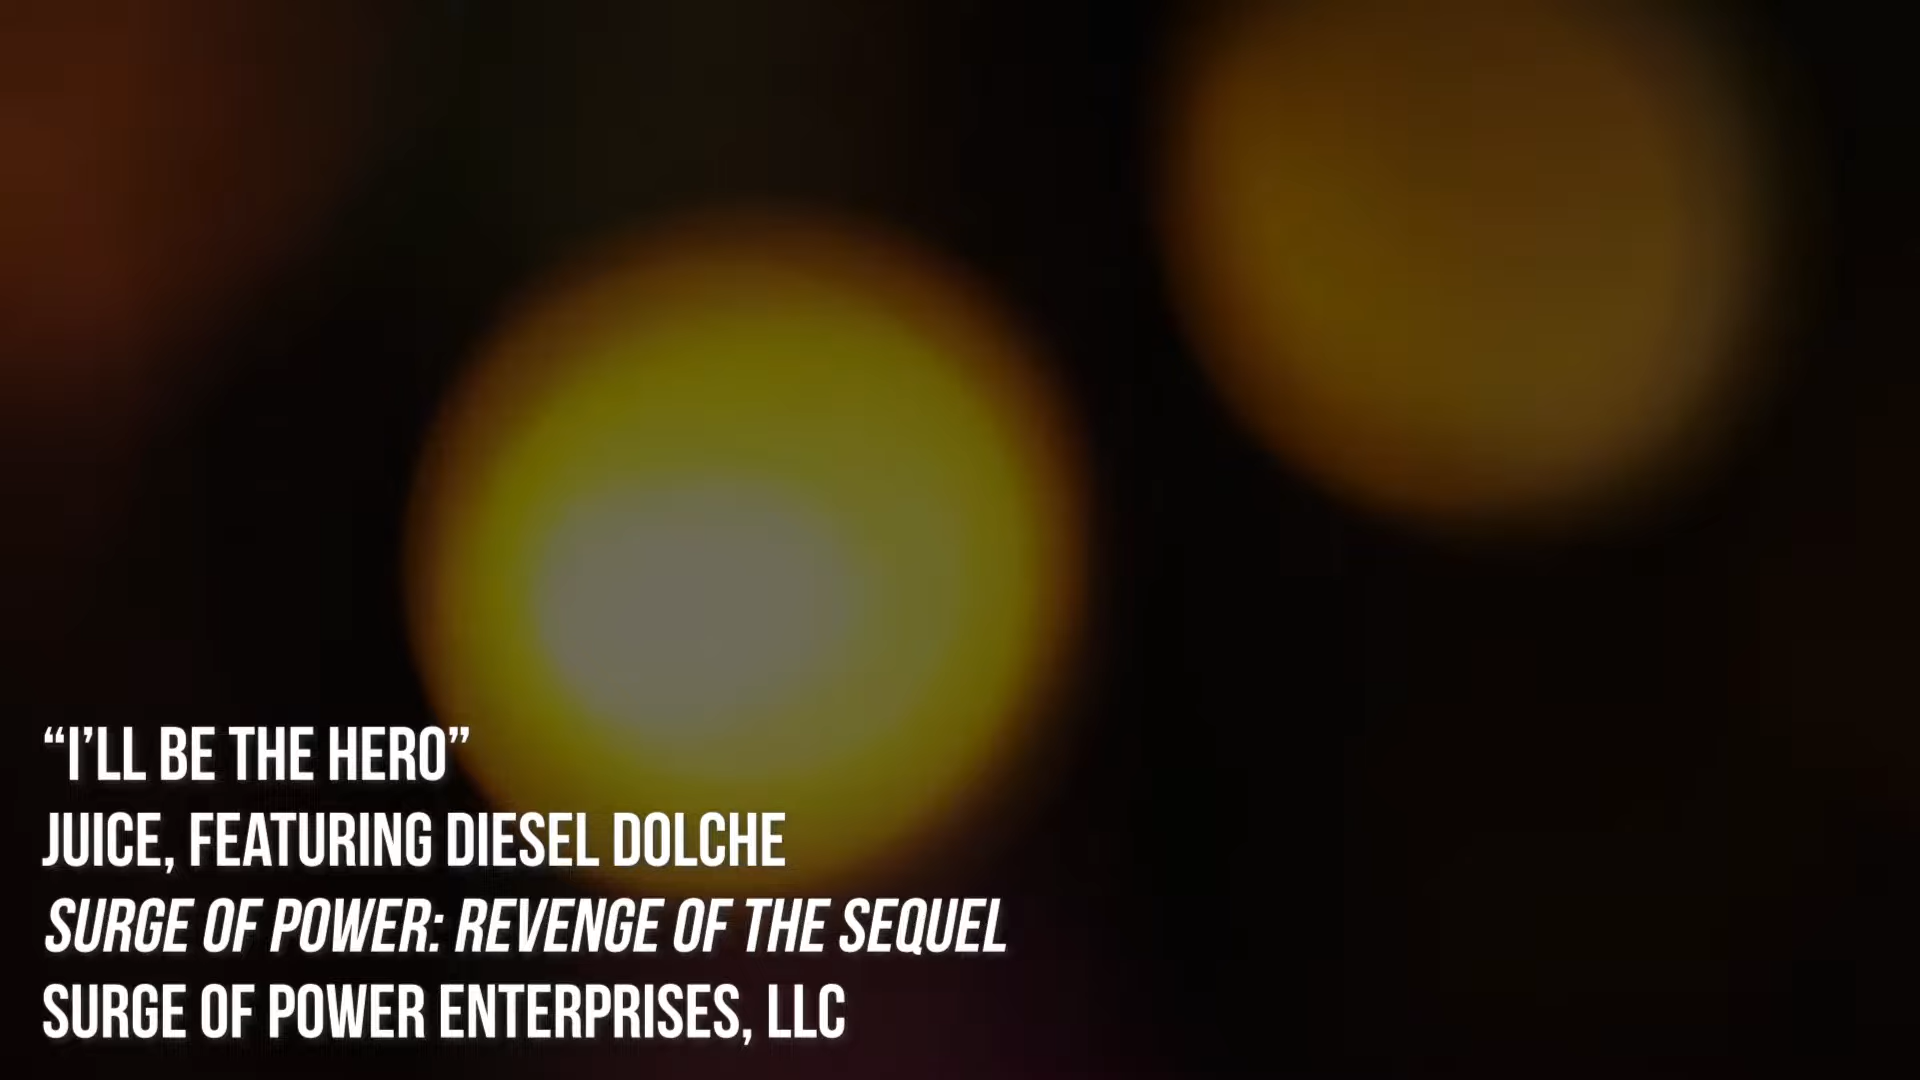 “I’LL BE THE HERO”
JUICE, FEATURING DIESEL DOLCHE
SURGE OF POWER: REVENGE OF THE SEQUEL
SURGE OF POWER ENTERPRISES, LLC